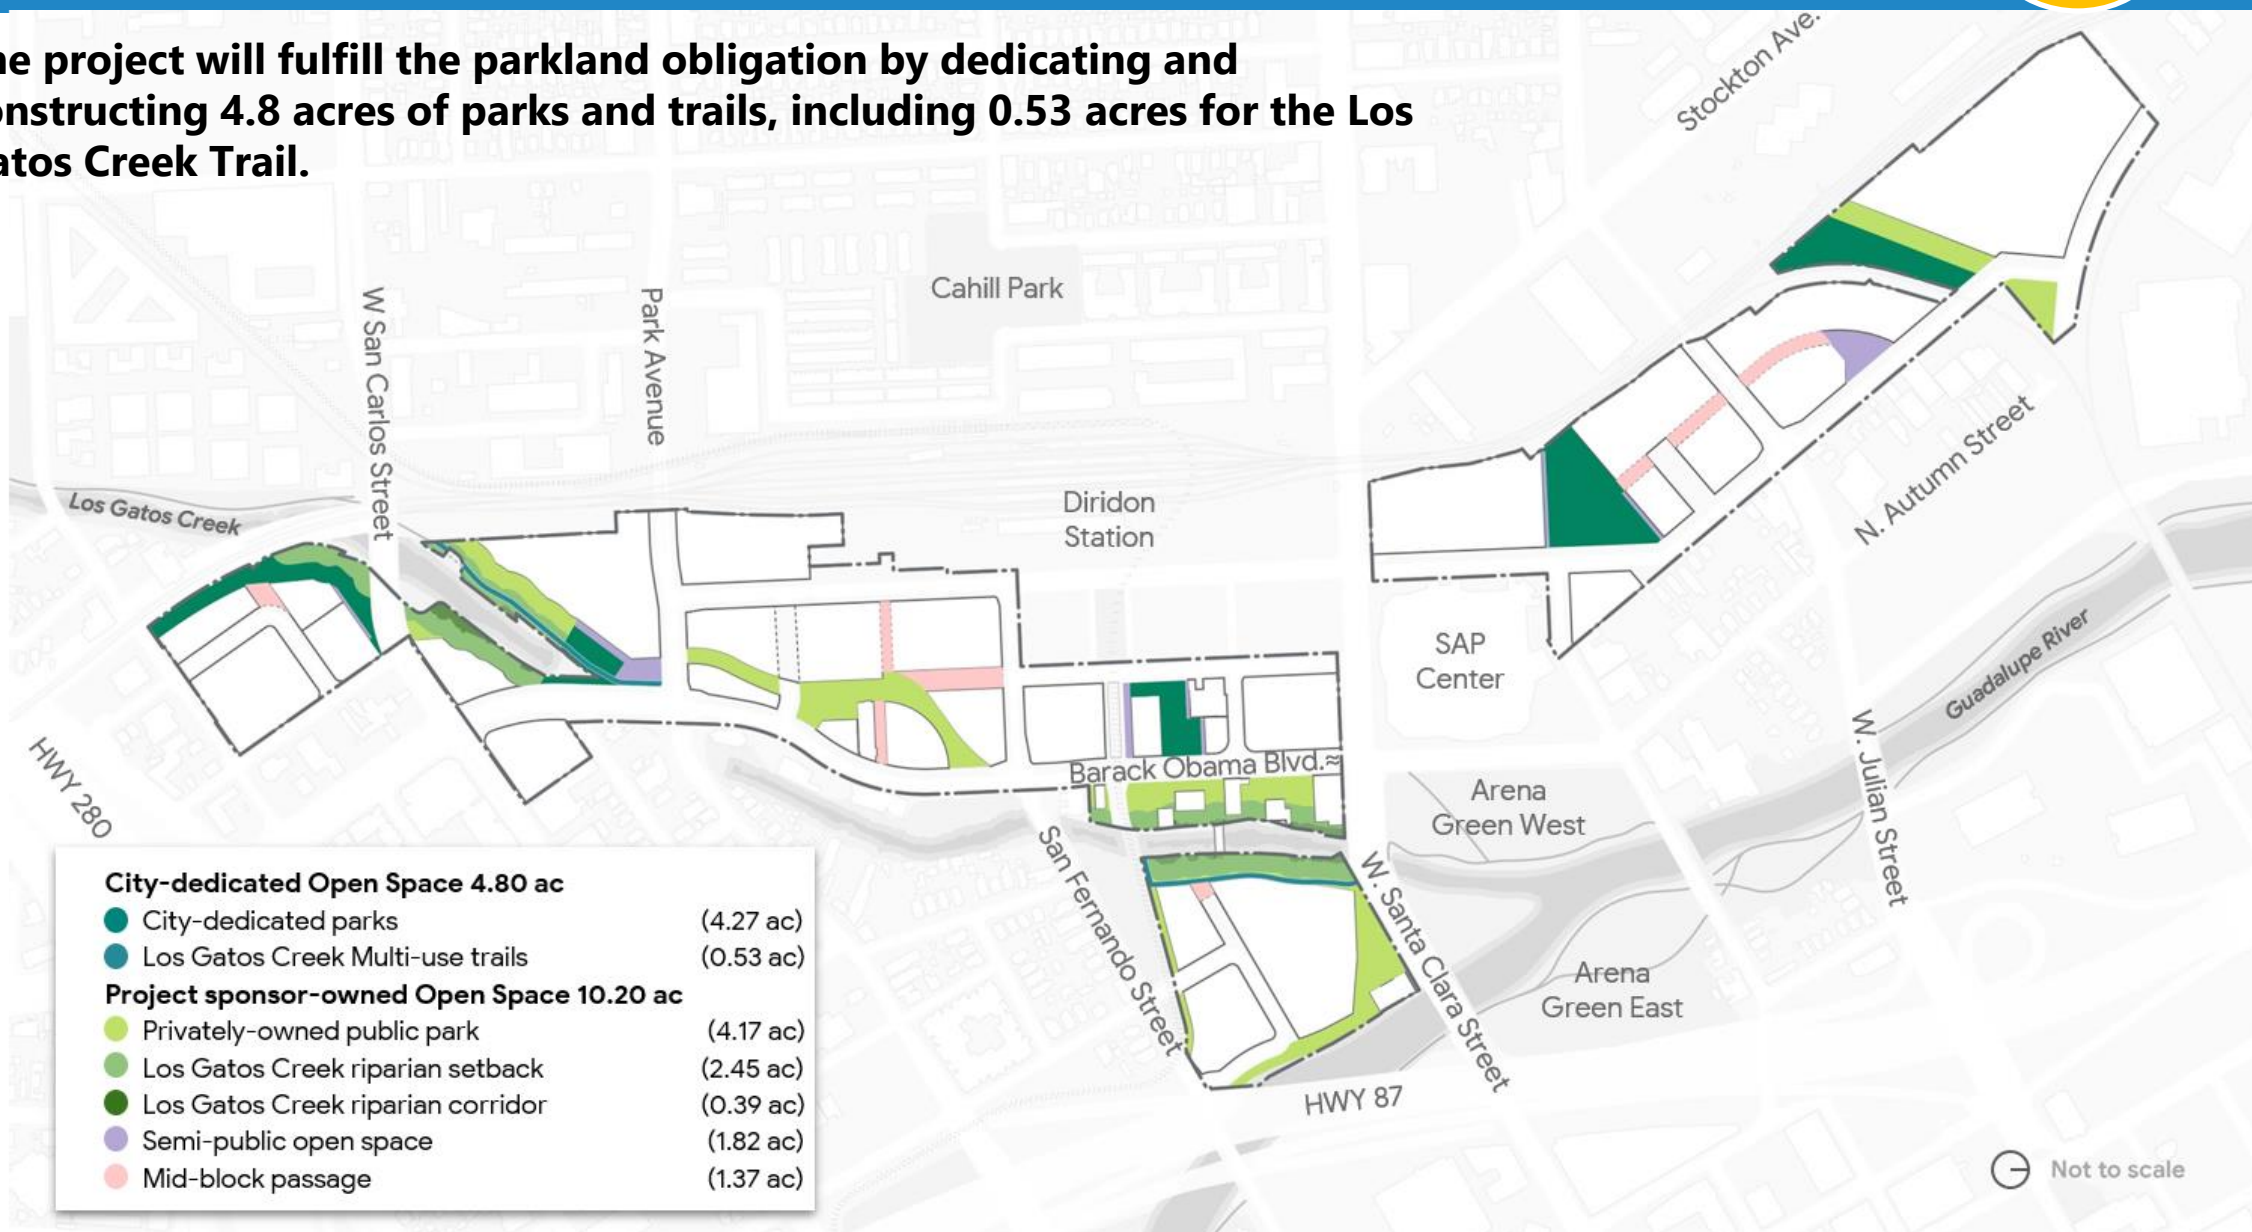 ne project will fulfill the parkland obligation by dedicating and
onstructing 4.8 acres of parks and trails, including 0.53 acres for the Los
atos Creek Trail.
Stockton Ave.
Cahill Park
W San Carlos Street
Park Avenue
Los Gatos Creek
Diridon
Station
N. Autumn Street
SAP
Center
Guadalupe River
HWY 280
Barack Obama Blvd.
Arena
Green West
W. Julian Street
San Fernando Street
W. Santa Clara Street
Arena
Green East
HWY 87
City-dedicated Open Space 4.80 ac
City-dedicated parks (4.27 ac)
Los Gatos Creek Multi-use trails (0.53 ac)
Project sponsor-owned Open Space 10.20 ac
Privately-owned public park (4.17 ac)
Los Gatos Creek riparian setback (2.45 ac)
Los Gatos Creek riparian corridor (0.39 ac)
Semi-public open space (1.82 ac)
Mid-block passage (1.37 ac)
Not to scale